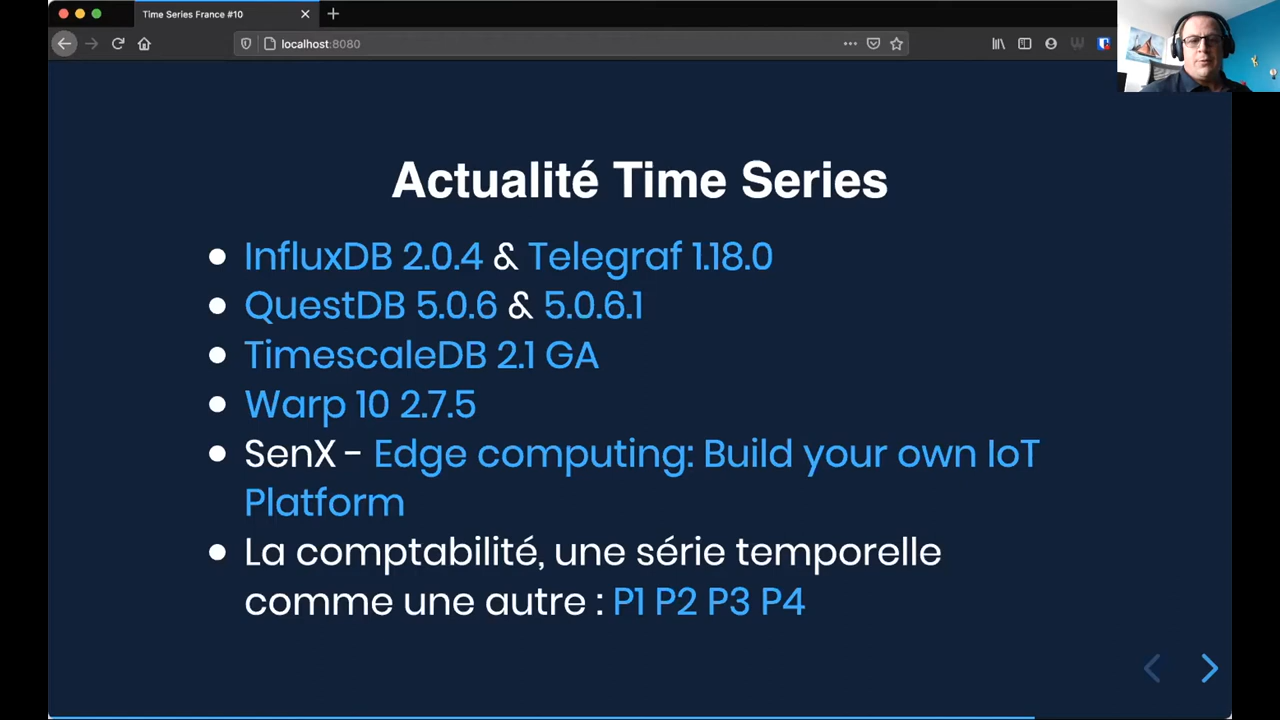 Time Series France #10
localhost:8080
Actualité Time Series
InfluxDB 2.0.4 & Telegraf 1.18.0
QuestDB 5.0.6 & 5.0.6.1
TimescaleDB 2.1 GA
Warp 10 2.7.5
SenX - Edge computing: Build your own IoT
Platform
La comptabilité, une série temporelle
comme une autre : P1 P2 P3 P4